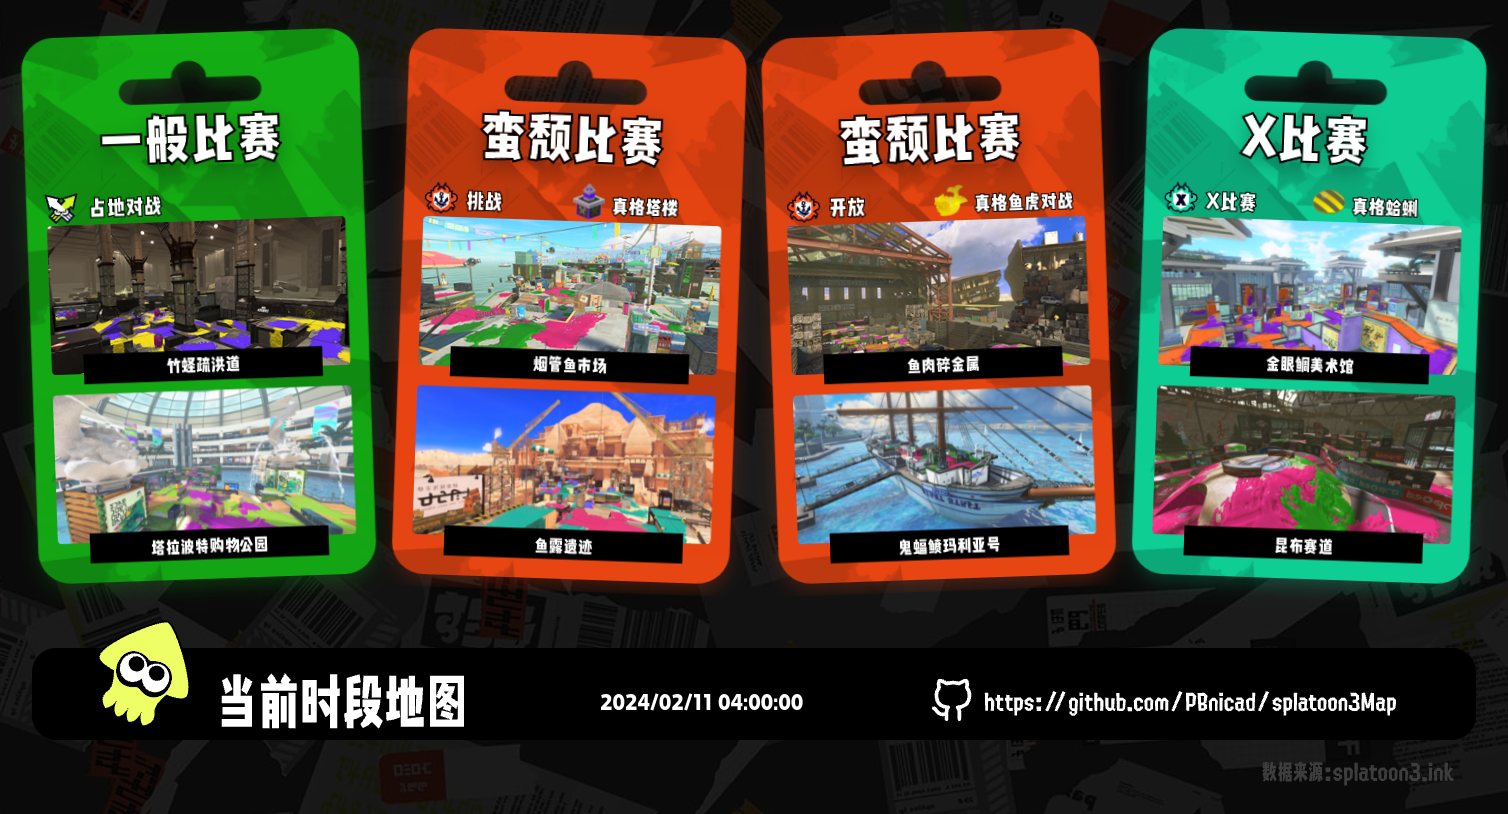 一般比赛
占地对战
竹蛏疏洪道
塔拉波特购物公园
蛮颓比赛
挑战
真格塔楼
烟管鱼市场
鱼露遗迹
蛮颓比赛
开放
真格鱼虎对战
鱼肉碎金属
鬼蝠鲼玛利亚号
X比赛
X比赛
真格蛤蜊
金眼鲷美术馆
昆布赛道
当前时段地图
2024/02/11 04:00:00
https://github.com/PBnicad/splatoon3Map
数据来源:splatoon3.ink